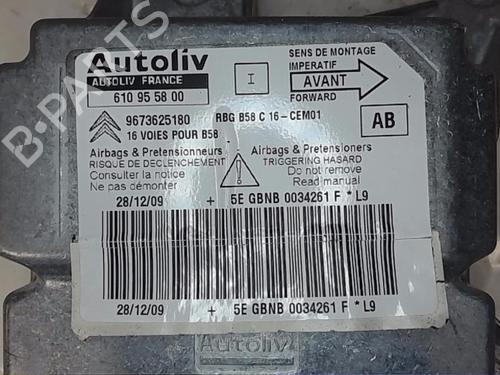 Autoliv
AUTOLIV FRANCE
610 95 58 00
I
SENS DE MONTAGE
IMPERATIF
AVANT
FORWARD
9673625180
RBG B58 C 16-CEM01
16 VOIES POUR B58
AB
Airbags & Pretensionneurs
RISQUE DE DECLENCHEMENT
Consulter la notice
Ne pas démonter
Airbags & Pretensioners
TRIGGERING HASARD
Do not remove
Read manual
28/12/09 + 5E GBNB 0034261 F * L9
28/12/09 + 5E GBNB 0034261 F * L9
Autoliv
B-PARTS